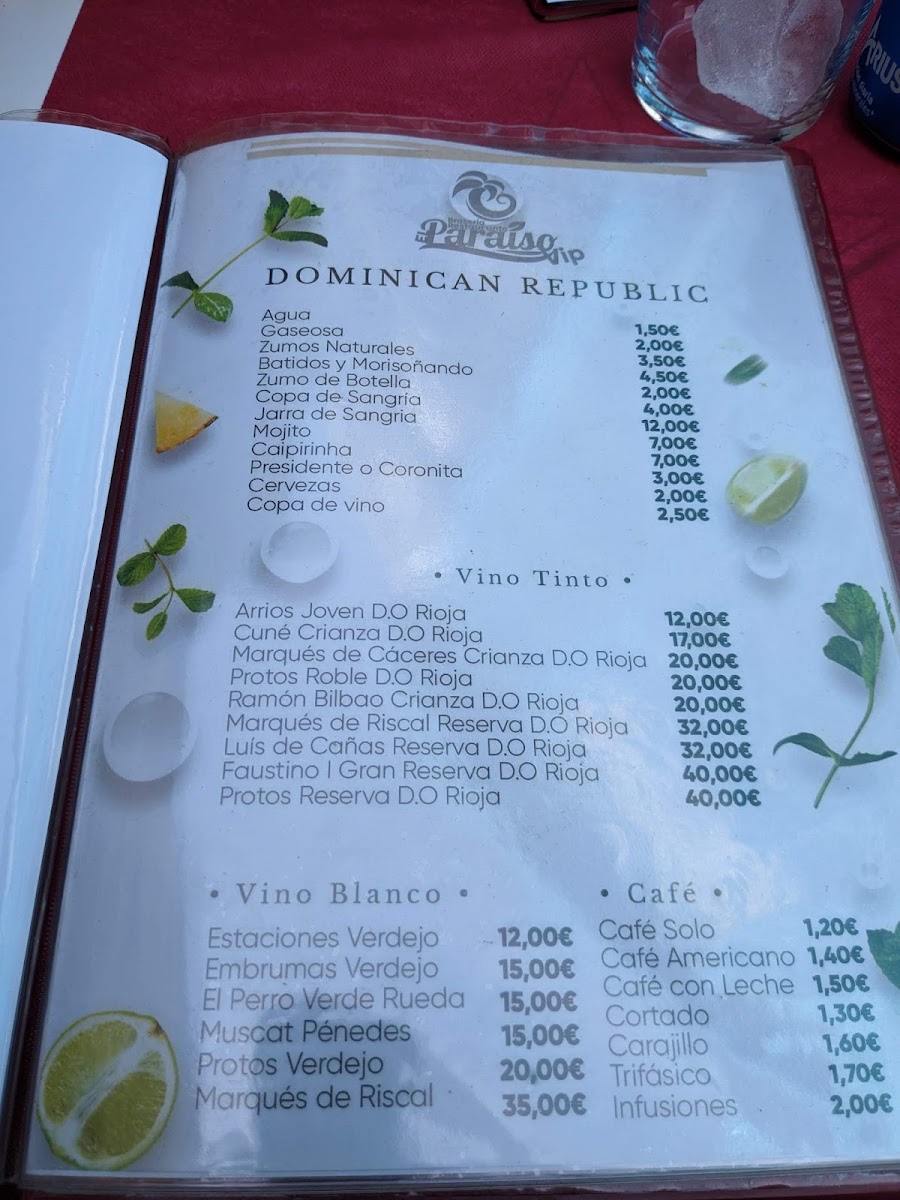 Brasería
Restaurante
El Paraíso
VIP
DOMINICAN REPUBLIC
Agua 1,50€
Gaseosa 2,00€
Zumos Naturales 3,50€
Batidos y Morisoñando 4,50€
Zumo de Botella 2,00€
Copa de Sangría 4,00€
Jarra de Sangria 12,00€
Mojito 7,00€
Caipirinha 7,00€
Presidente o Coronita 3,00€
Cervezas 2,00€
Copa de vino 2,50€
• Vino Tinto •
Arrios Joven D.O Rioja 12,00€
Cuné Crianza D.O Rioja 17,00€
Marqués de Cáceres Crianza D.O Rioja 20,00€
Protos Roble D.O Rioja 20,00€
Ramón Bilbao Crianza D.O Rioja 20,00€
Marqués de Riscal Reserva D.O Rioja 32,00€
Luís de Cañas Reserva D.O Rioja 32,00€
Faustino I Gran Reserva D.O Rioja 40,00€
Protos Reserva D.O Rioja 40,00€
• Vino Blanco •
Estaciones Verdejo 12,00€
Embrumas Verdejo 15,00€
El Perro Verde Rueda 15,00€
Muscat Pénedes 15,00€
Protos Verdejo 20,00€
Marqués de Riscal 35,00€
• Café •
Café Solo 1,20€
Café Americano 1,40€
Café con Leche 1,50€
Cortado 1,30€
Carajillo 1,60€
Trifásico 1,70€
Infusiones 2,00€